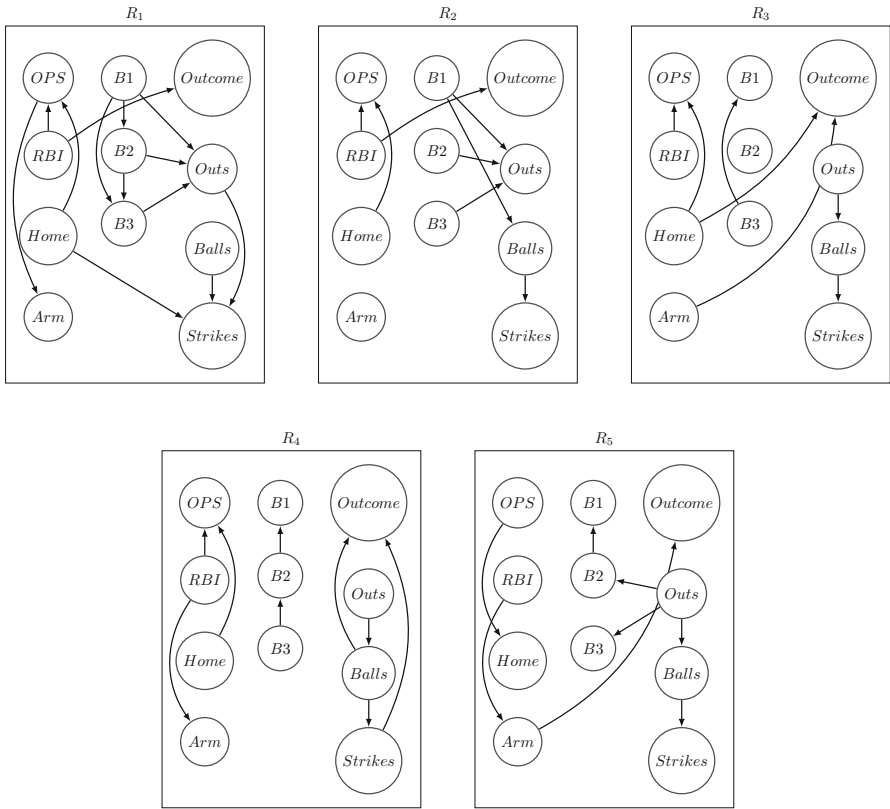 R₁ R₂ R₃
OPS B1 Outcome
RBI B2 Outs
Home B3 Balls
Arm Strikes
OPS B1 Outcome
RBI B2 Outs
Home B3 Balls
Arm Strikes
OPS B1 Outcome
RBI B2 Outs
Home B3 Balls
Arm Strikes
R₄ R₅
OPS B1 Outcome
RBI B2 Outs
Home B3 Balls
Arm Strikes
OPS B1 Outcome
RBI B2 Outs
Home B3 Balls
Arm Strikes